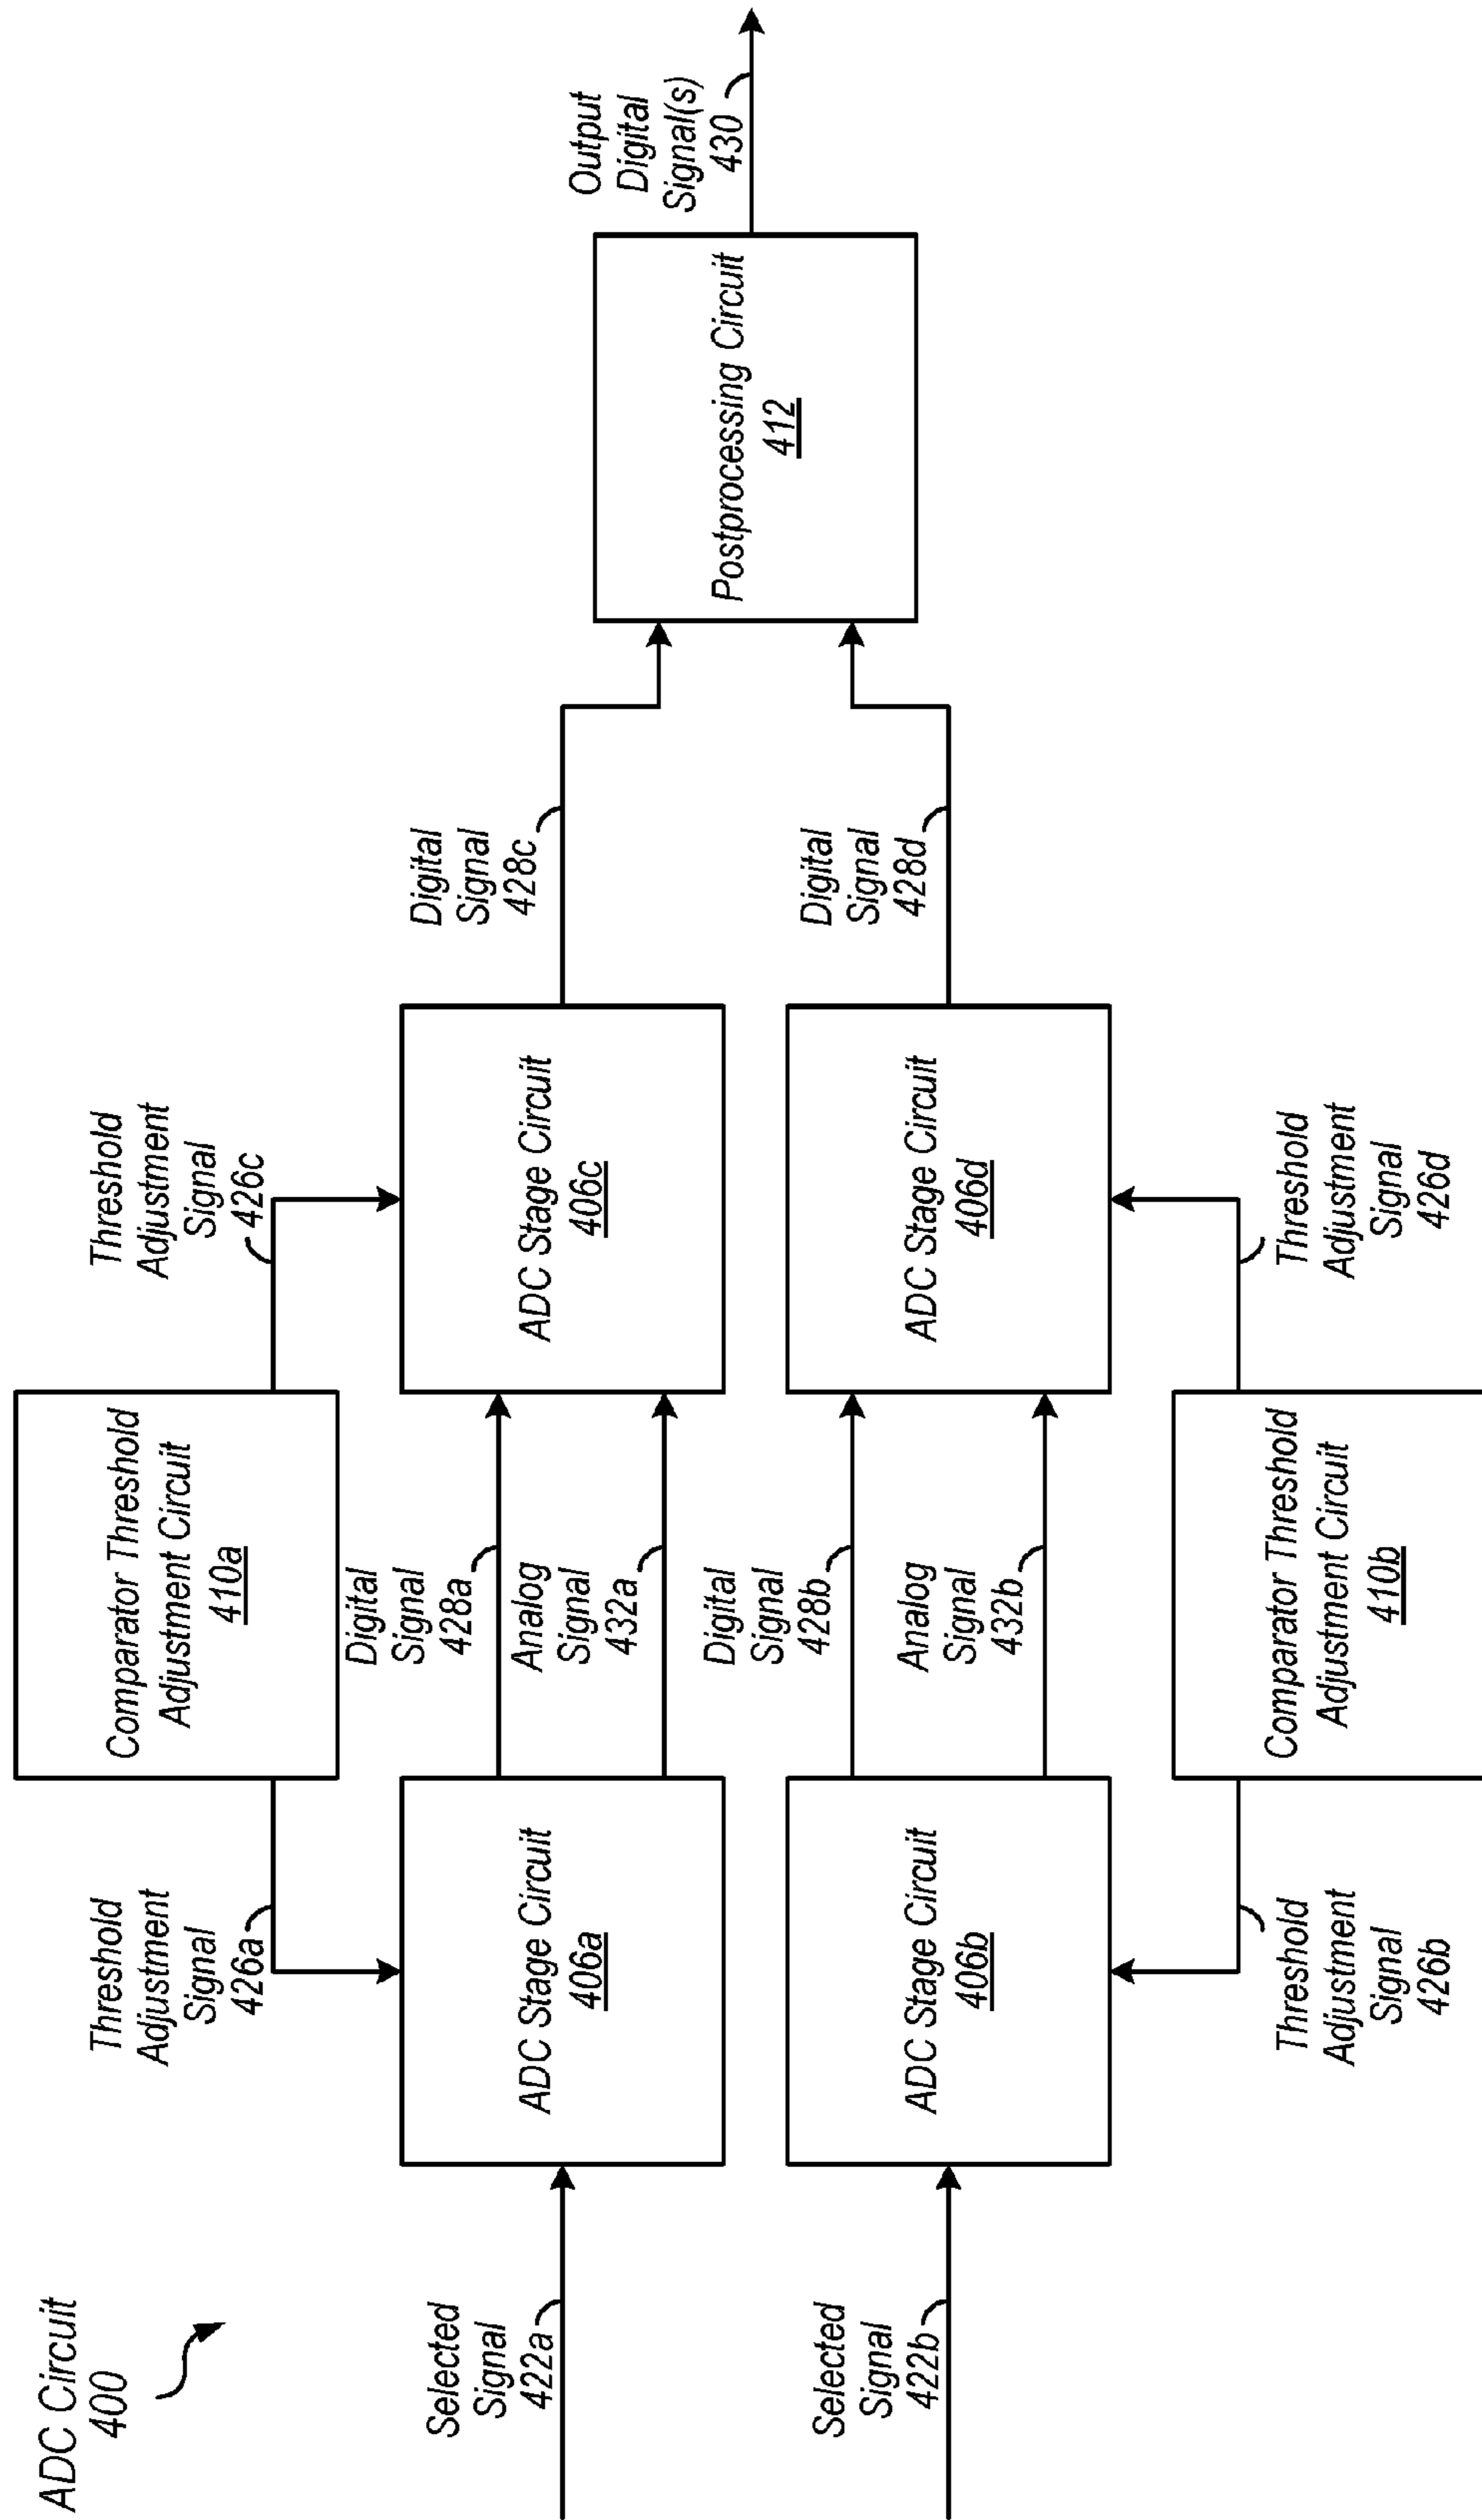 ADC Circuit
400
Threshold
Adjustment
Signal
426a
Comparator Threshold
Adjustment Circuit
410a
Threshold
Adjustment
Signal
426c
Selected
Signal
422a
ADC Stage Circuit
406a
Digital
Signal
428a
Analog
Signal
432a
ADC Stage Circuit
406c
Digital
Signal
428c
Output
Digital
Signal(s)
430
Postprocessing Circuit
412
Selected
Signal
422b
ADC Stage Circuit
406b
Digital
Signal
428b
Analog
Signal
432b
ADC Stage Circuit
406d
Digital
Signal
428d
Threshold
Adjustment
Signal
426b
Comparator Threshold
Adjustment Circuit
410b
Threshold
Adjustment
Signal
426d